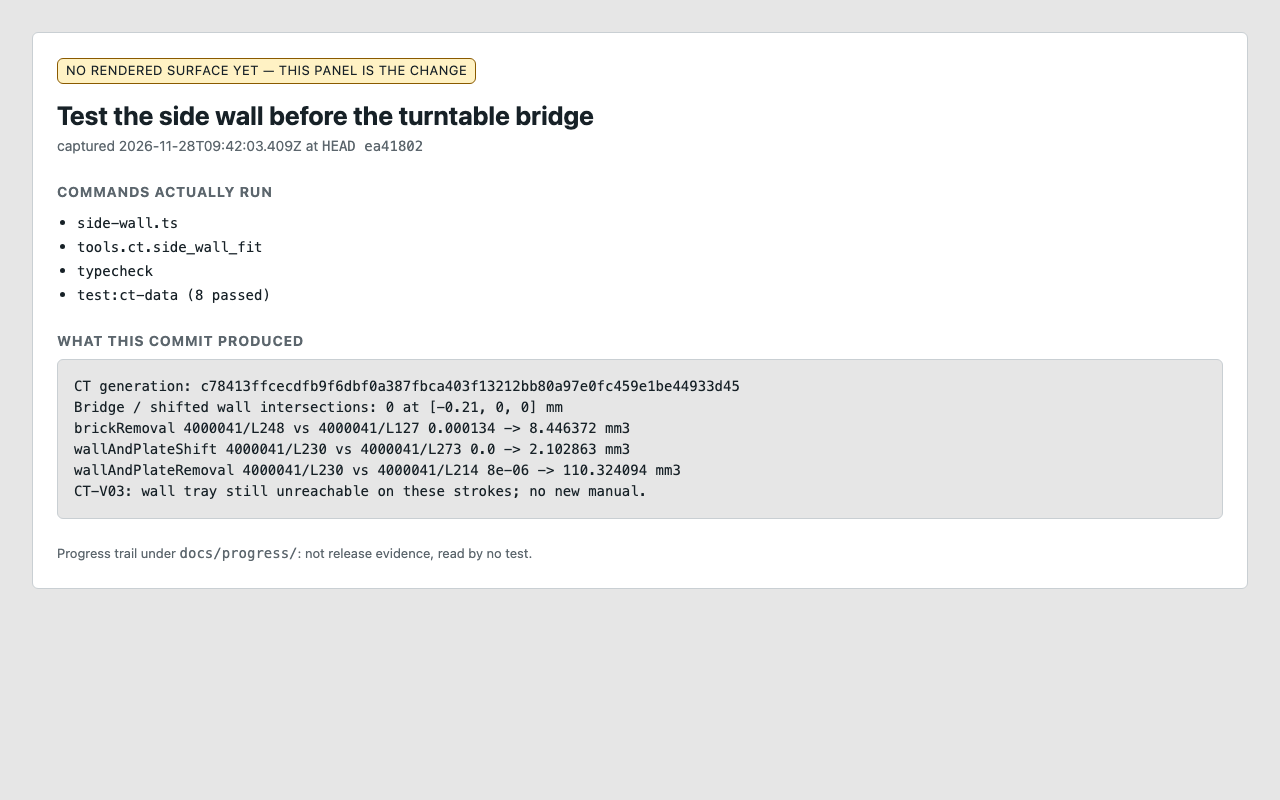 NO RENDERED SURFACE YET — THIS PANEL IS THE CHANGE
Test the side wall before the turntable bridge
captured 2026-11-28T09:42:03.409Z at HEAD ea41802
COMMANDS ACTUALLY RUN
• side-wall.ts
• tools.ct.side_wall_fit
• typecheck
• test:ct-data (8 passed)
WHAT THIS COMMIT PRODUCED
CT generation: c78413ffcecdfb9f6dbf0a387fbca403f13212bb80a97e0fc459e1be44933d45
Bridge / shifted wall intersections: 0 at [-0.21, 0, 0] mm
brickRemoval 4000041/L248 vs 4000041/L127 0.000134 -> 8.446372 mm3
wallAndPlateShift 4000041/L230 vs 4000041/L273 0.0 -> 2.102863 mm3
wallAndPlateRemoval 4000041/L230 vs 4000041/L214 8e-06 -> 110.324094 mm3
CT-V03: wall tray still unreachable on these strokes; no new manual.
Progress trail under docs/progress/: not release evidence, read by no test.